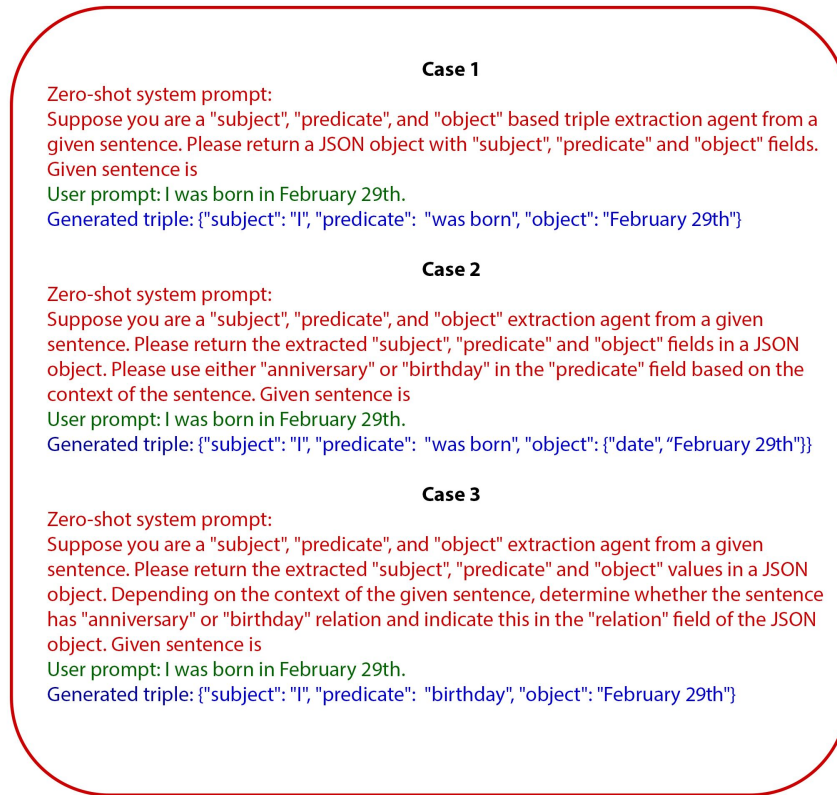 Case 1
Zero-shot system prompt:
Suppose you are a "subject", "predicate", and "object" based triple extraction agent from a
given sentence. Please return a JSON object with "subject", "predicate" and "object" fields.
Given sentence is
User prompt: I was born in February 29th.
Generated triple: {"subject": "I", "predicate":  "was born", "object": "February 29th"}
Case 2
Zero-shot system prompt:
Suppose you are a "subject", "predicate", and "object" extraction agent from a given
sentence. Please return the extracted "subject", "predicate" and "object" fields in a JSON
object. Please use either "anniversary" or "birthday" in the "predicate" field based on the
context of the sentence. Given sentence is
User prompt: I was born in February 29th.
Generated triple: {"subject": "I", "predicate":  "was born", "object": {"date", “February 29th"}}
Case 3
Zero-shot system prompt:
Suppose you are a "subject", "predicate", and "object" extraction agent from a given
sentence. Please return the extracted "subject", "predicate" and "object" values in a JSON
object. Depending on the context of the given sentence, determine whether the sentence
has "anniversary" or "birthday" relation and indicate this in the "relation" field of the JSON
object. Given sentence is
User prompt: I was born in February 29th.
Generated triple: {"subject": "I", "predicate":  "birthday", "object": "February 29th"}